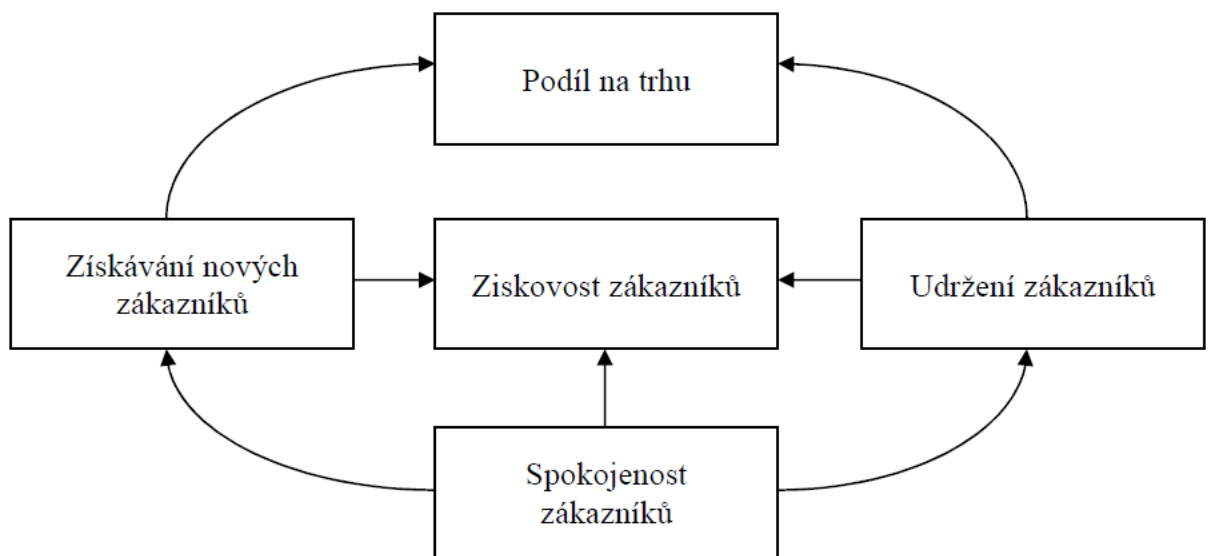 Podíl na trhu
Získávání nových
zákazníků
Ziskovost zákazníků
Udržení zákazníků
Spokojenost
zákazníků